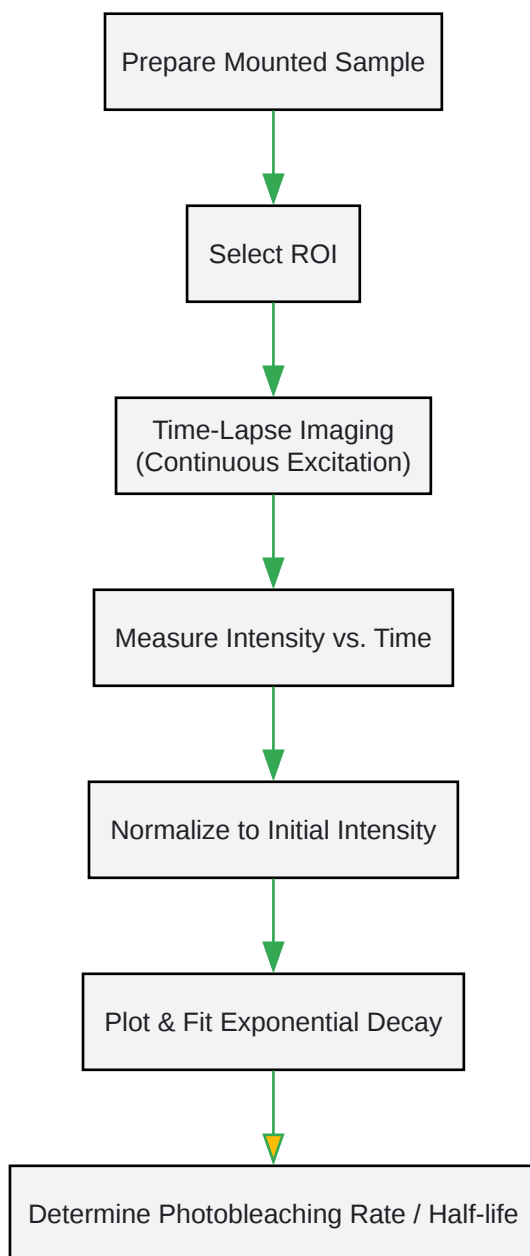 Prepare Mounted Sample
Select ROI
Time-Lapse Imaging
(Continuous Excitation)
Measure Intensity vs. Time
Normalize to Initial Intensity
Plot & Fit Exponential Decay
Determine Photobleaching Rate / Half-life